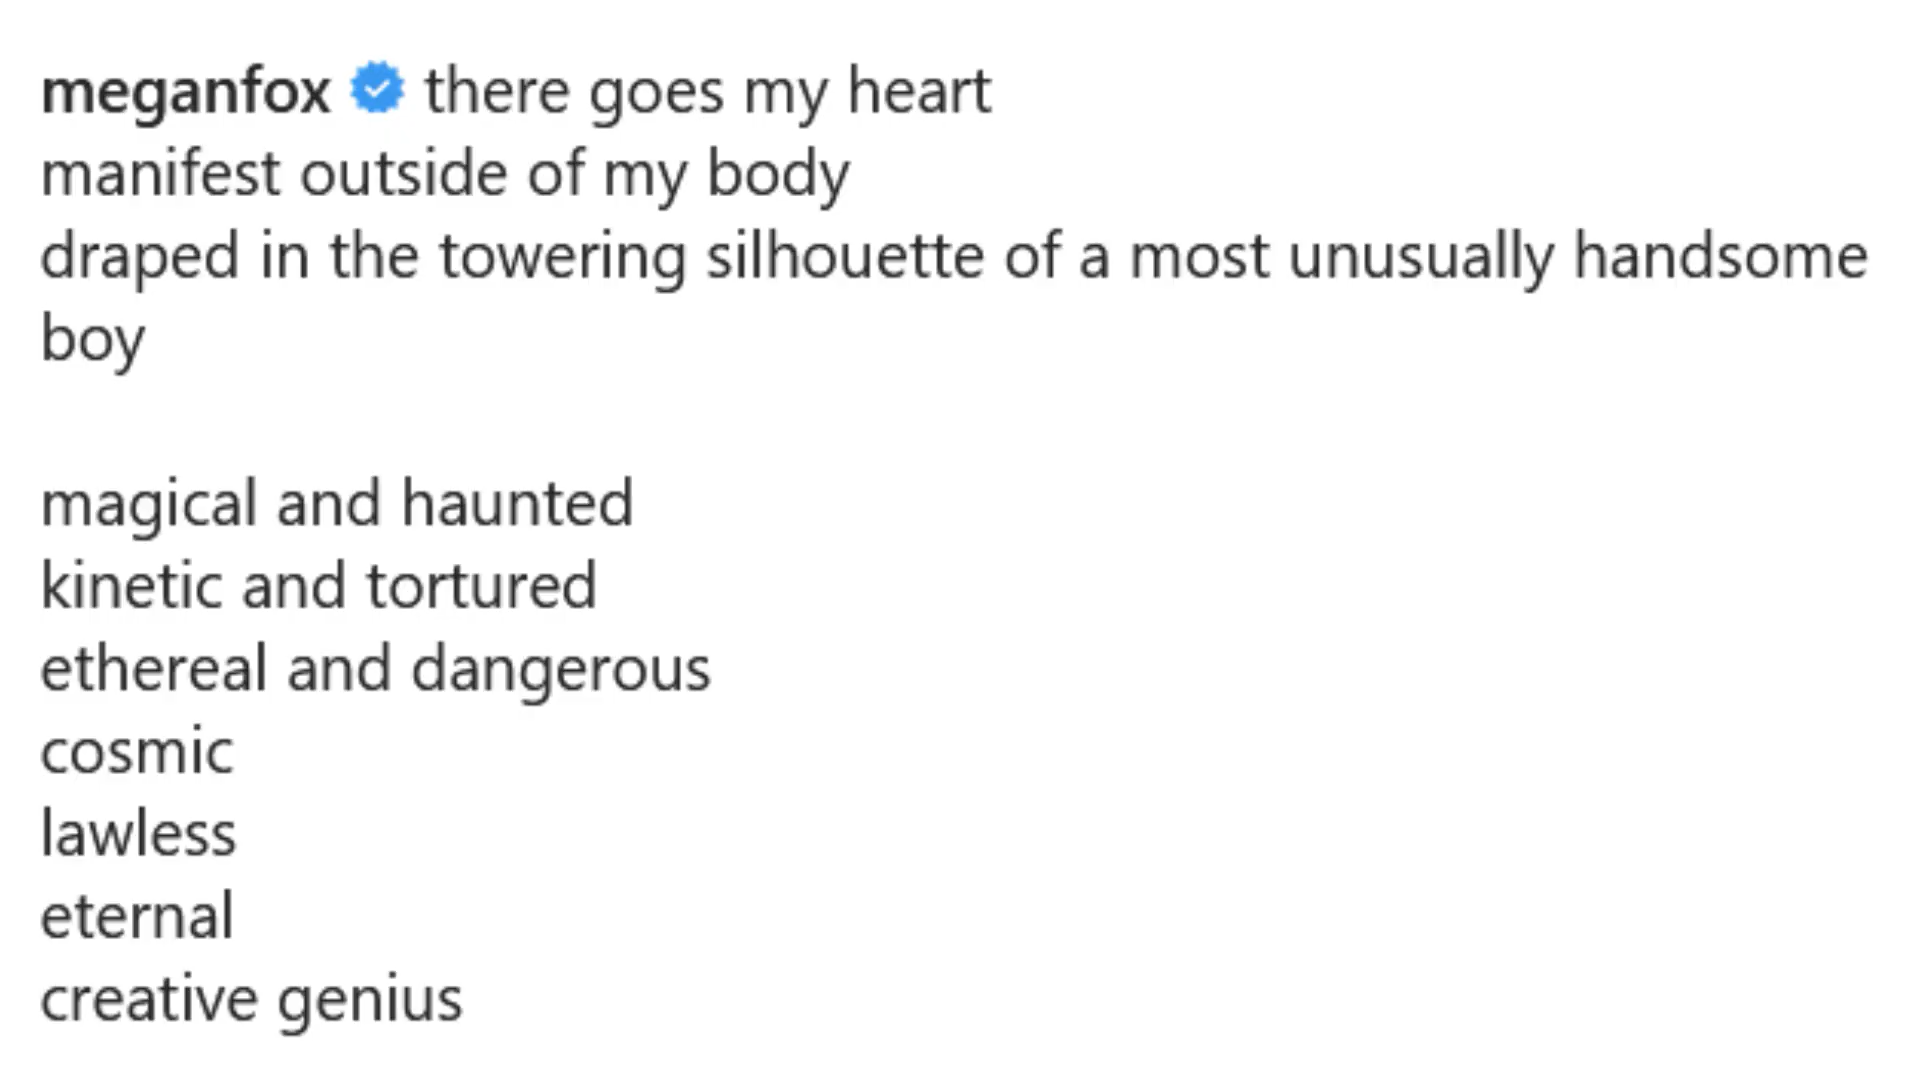 meganfox there goes my heart
manifest outside of my body
draped in the towering silhouette of a most unusually handsome
boy
magical and haunted
kinetic and tortured
ethereal and dangerous
cosmic
lawless
eternal
creative genius